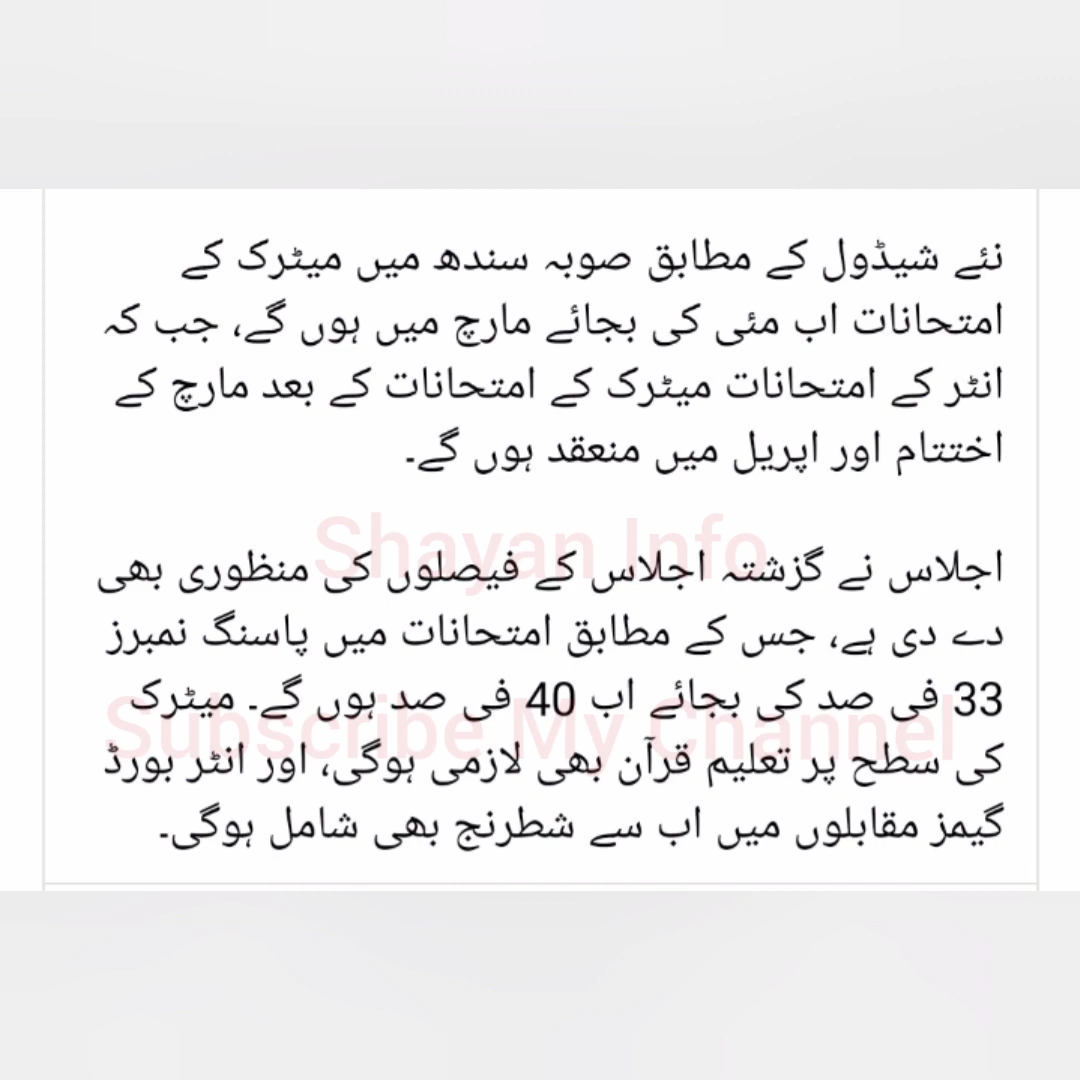 نئے شیڈول کے مطابق صوبہ سندھ میں میٹرک کے
امتحانات اب مئی کی بجائے مارچ میں ہوں گے، جب کہ
انٹر کے امتحانات میٹرک کے امتحانات کے بعد مارچ کے
اختتام اور اپریل میں منعقد ہوں گے۔
Shayan Info
اجلاس نے گزشتہ اجلاس کے فیصلوں کی منظوری بھی
دے دی ہے، جس کے مطابق امتحانات میں پاسنگ نمبرز
33 فی صد کی بجائے اب 40 فی صد ہوں گے۔ میٹرک
Subscribe My Channel
کی سطح پر تعلیم قرآن بھی لازمی ہوگی، اور انٹر بورڈ
گیمز مقابلوں میں اب سے شطرنج بھی شامل ہوگی۔